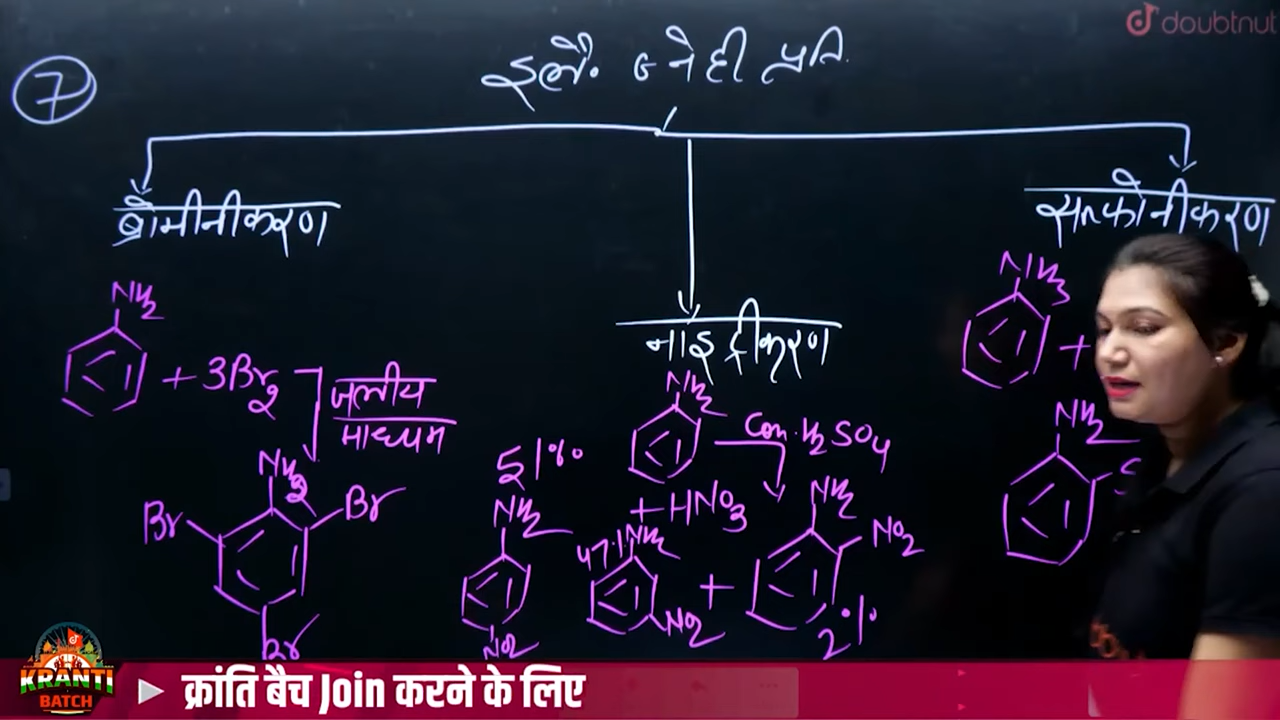 doubtnut
7
इलै० स्नेही प्रति.
ब्रोमीनीकरण
सल्फोनीकरण
नाइट्रीकरण
NH2
+ 3Br2
जलीय
माध्यम
NH2
Br
Br
Br
NH2
Con. H2SO4
+ HNO3
51%
NH2
NO2
47%
NH2
NO2
+
NH2
NO2
2%
NH2
+
NH2
KRANTI
BATCH
क्रांति बैच Join करने के लिए